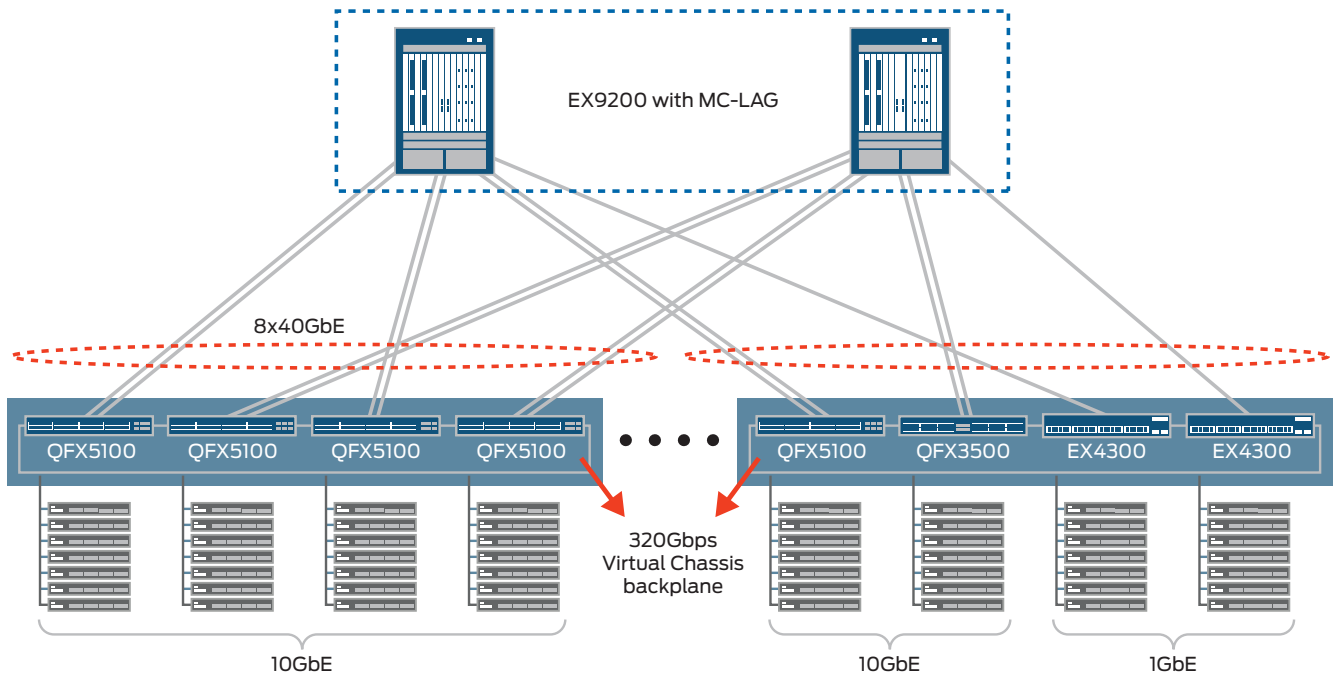 EX9200 with MC-LAG
8x40GbE
QFX5100
QFX5100
QFX5100
QFX5100
QFX5100
QFX3500
EX4300
EX4300
320Gbps
Virtual Chassis
backplane
10GbE
10GbE
1GbE